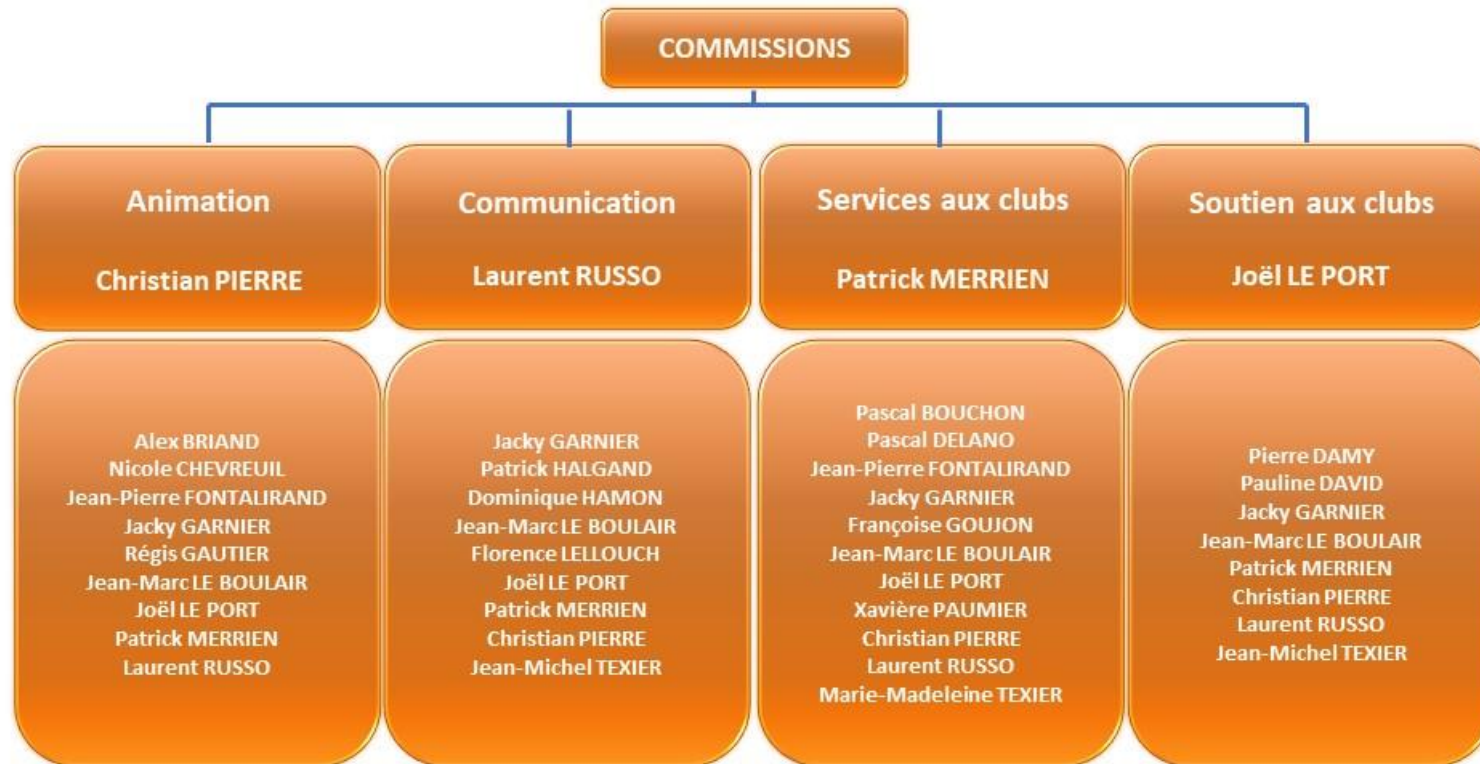 COMMISSIONS
Animation
Christian PIERRE
Communication
Laurent RUSSO
Services aux clubs
Patrick MERRIEN
Soutien aux clubs
Joël LE PORT
Alex BRIAND
Nicole CHEVREUIL
Jean-Pierre FONTALIRAND
Jacky GARNIER
Régis GAUTIER
Jean-Marc LE BOULAIR
Joël LE PORT
Patrick MERRIEN
Laurent RUSSO
Jacky GARNIER
Patrick HALGAND
Dominique HAMON
Jean-Marc LE BOULAIR
Florence LELLOUCH
Joël LE PORT
Patrick MERRIEN
Christian PIERRE
Jean-Michel TEXIER
Pascal BOUCHON
Pascal DELANO
Jean-Pierre FONTALIRAND
Jacky GARNIER
Françoise GOUJON
Jean-Marc LE BOULAIR
Joël LE PORT
Xavière PAUMIER
Christian PIERRE
Laurent RUSSO
Marie-Madeleine TEXIER
Pierre DAMY
Pauline DAVID
Jacky GARNIER
Jean-Marc LE BOULAIR
Patrick MERRIEN
Christian PIERRE
Laurent RUSSO
Jean-Michel TEXIER